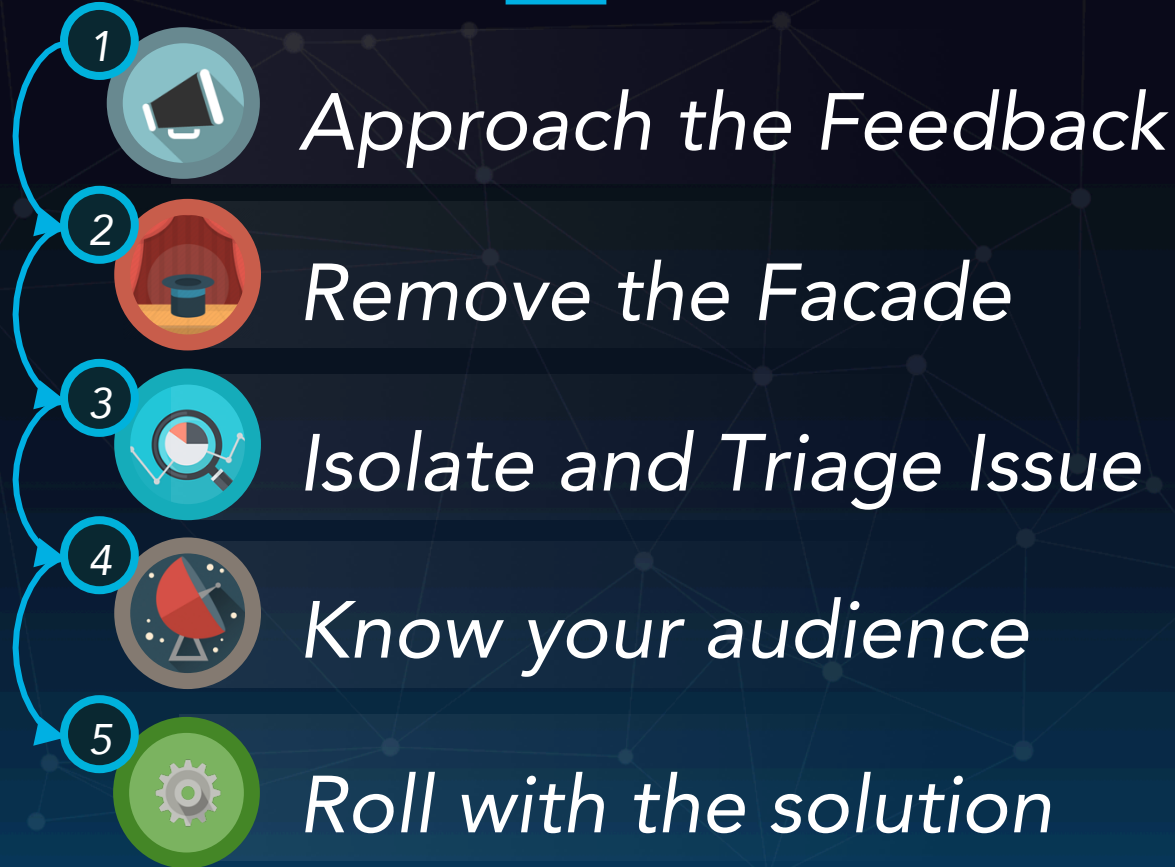 1
Approach the Feedback
2
Remove the Facade
3
Isolate and Triage Issue
4
Know your audience
5
Roll with the solution